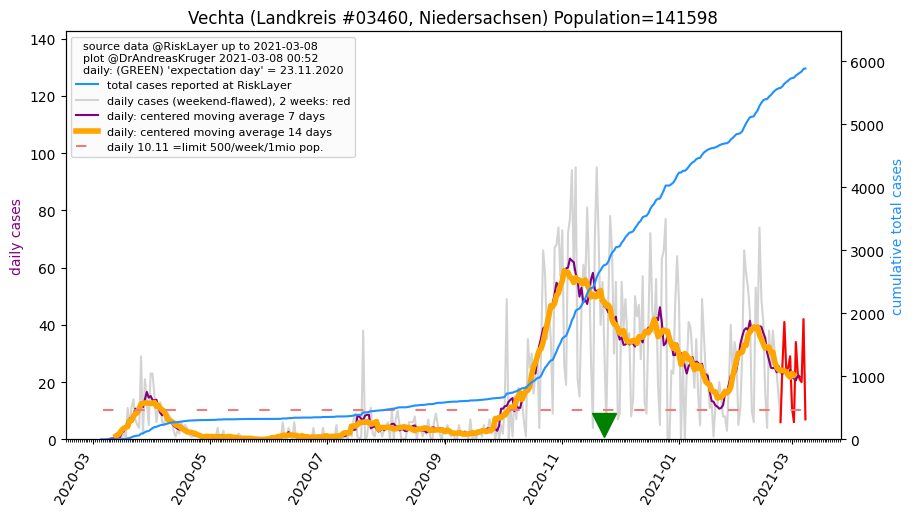 Vechta (Landkreis #03460, Niedersachsen) Population=141598
source data @RiskLayer up to 2021-03-08
plot @DrAndreasKruger 2021-03-08 00:52
daily: (GREEN) 'expectation day' = 23.11.2020
total cases reported at RiskLayer
daily cases (weekend-flawed), 2 weeks: red
daily: centered moving average 7 days
daily: centered moving average 14 days
daily 10.11 =limit 500/week/1mio pop.
daily cases
140
120
100
80
60
40
20
0
cumulative total cases
6000
5000
4000
3000
2000
1000
0
2020-03
2020-05
2020-07
2020-09
2020-11
2021-01
2021-03